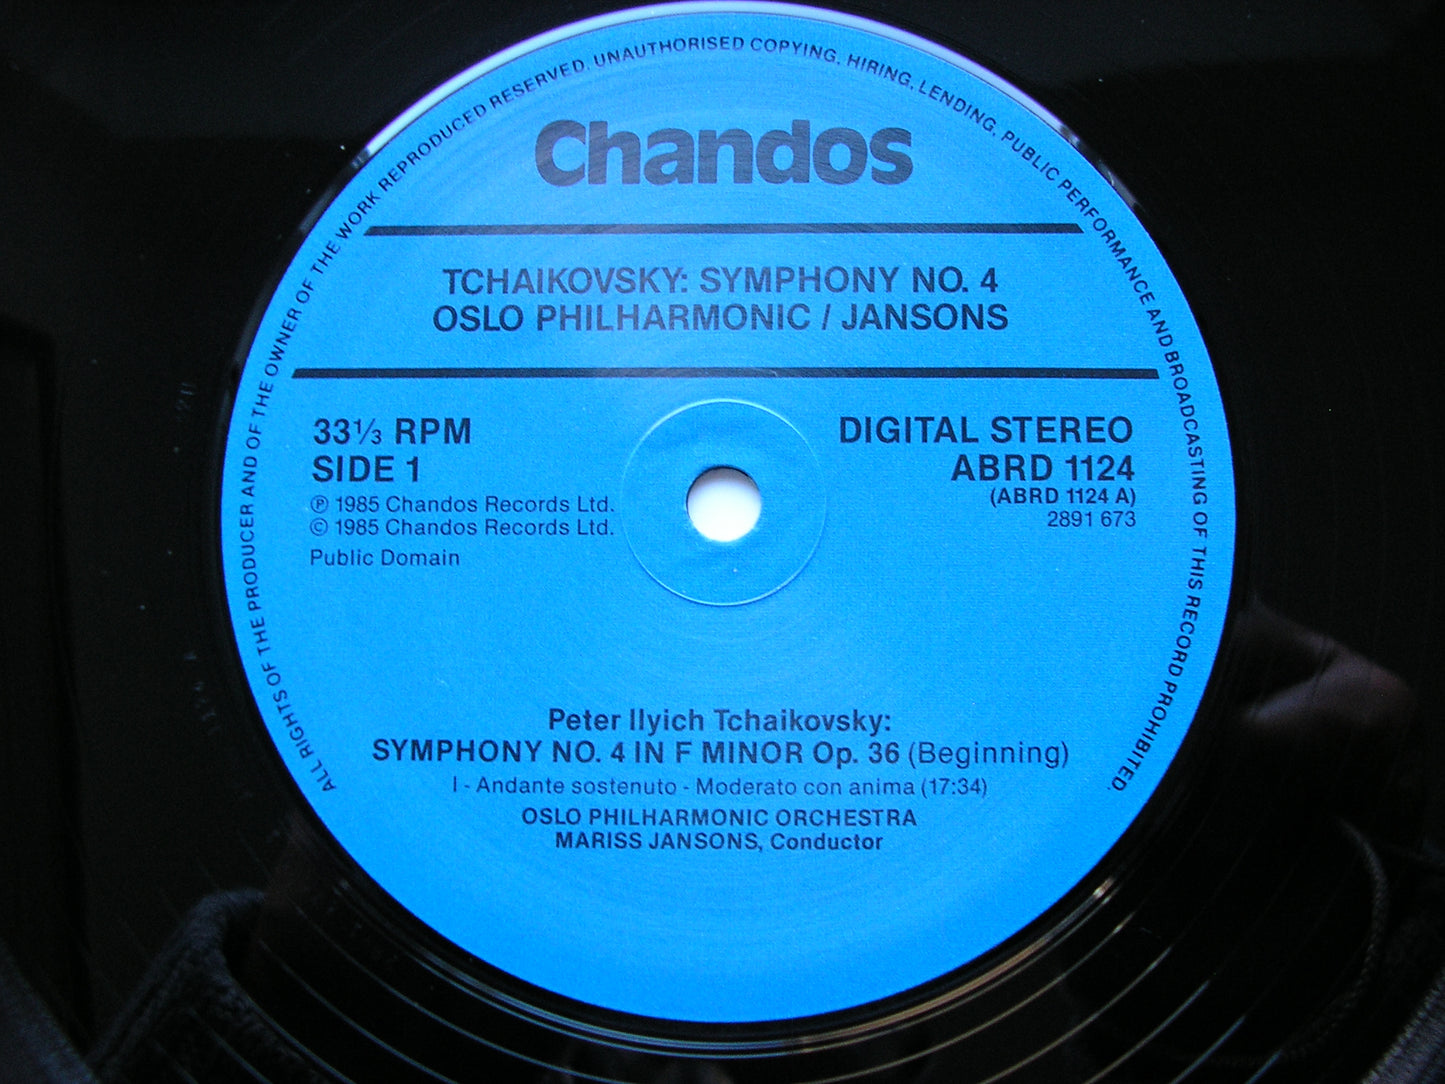 ALL RIGHTS OF THE PRODUCER AND OF THE OWNER OF THE WORK REPRODUCED RESERVED. UNAUTHORISED COPYING, HIRING, LENDING, PUBLIC PERFORMANCE AND BROADCASTING OF THIS RECORD PROHIBITED.
Chandos
TCHAIKOVSKY: SYMPHONY NO. 4
OSLO PHILHARMONIC / JANSONS
33⅓ RPM
SIDE 1
℗ 1985 Chandos Records Ltd.
© 1985 Chandos Records Ltd.
Public Domain
DIGITAL STEREO
ABRD 1124
(ABRD 1124 A)
2891 673
Peter Ilyich Tchaikovsky:
SYMPHONY NO. 4 IN F MINOR Op. 36 (Beginning)
I - Andante sostenuto - Moderato con anima (17:34)
OSLO PHILHARMONIC ORCHESTRA
MARISS JANSONS, Conductor